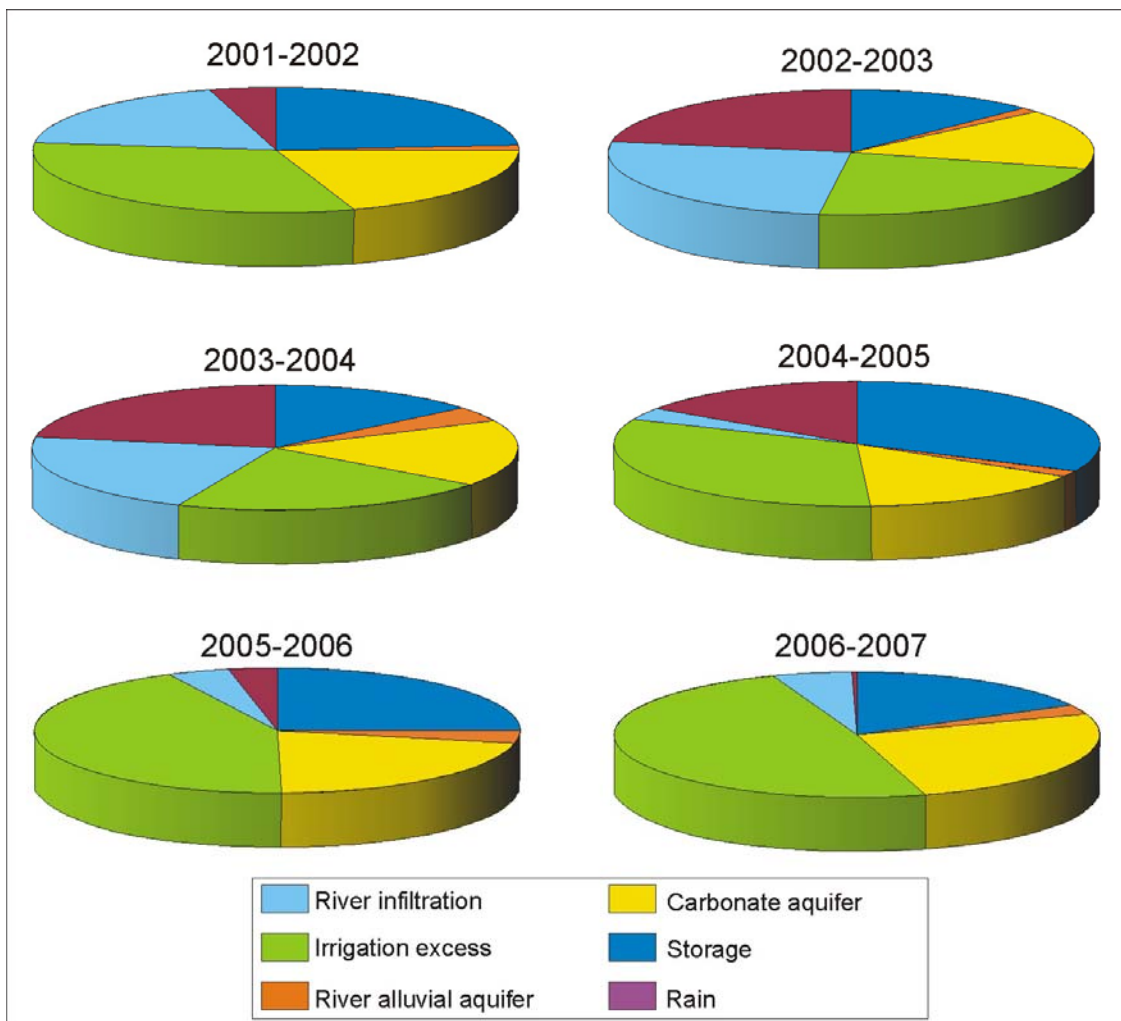 2001-2002
2002-2003
2003-2004
2004-2005
2005-2006
2006-2007
River infiltration
Carbonate aquifer
Irrigation excess
Storage
River alluvial aquifer
Rain